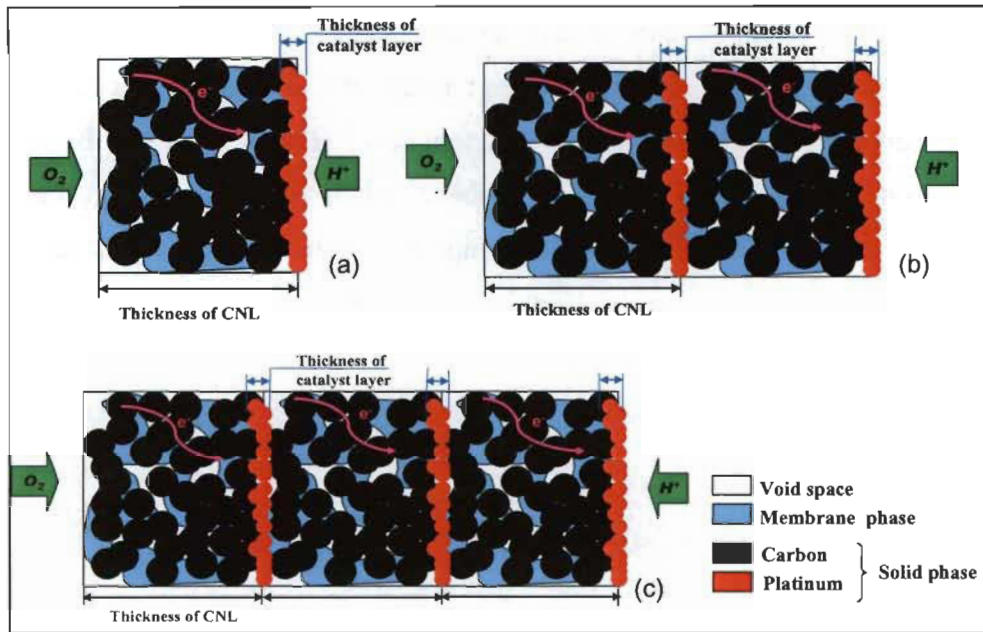 Thickness of
catalyst layer
e-
O2
H+
(a)
Thickness of CNL
Thickness of
catalyst layer
e-
e-
O2
H+
(b)
Thickness of CNL
Thickness of
catalyst layer
e-
e-
e-
O2
H+
(c)
Thickness of CNL
Void space
Membrane phase
Carbon
Platinum
Solid phase